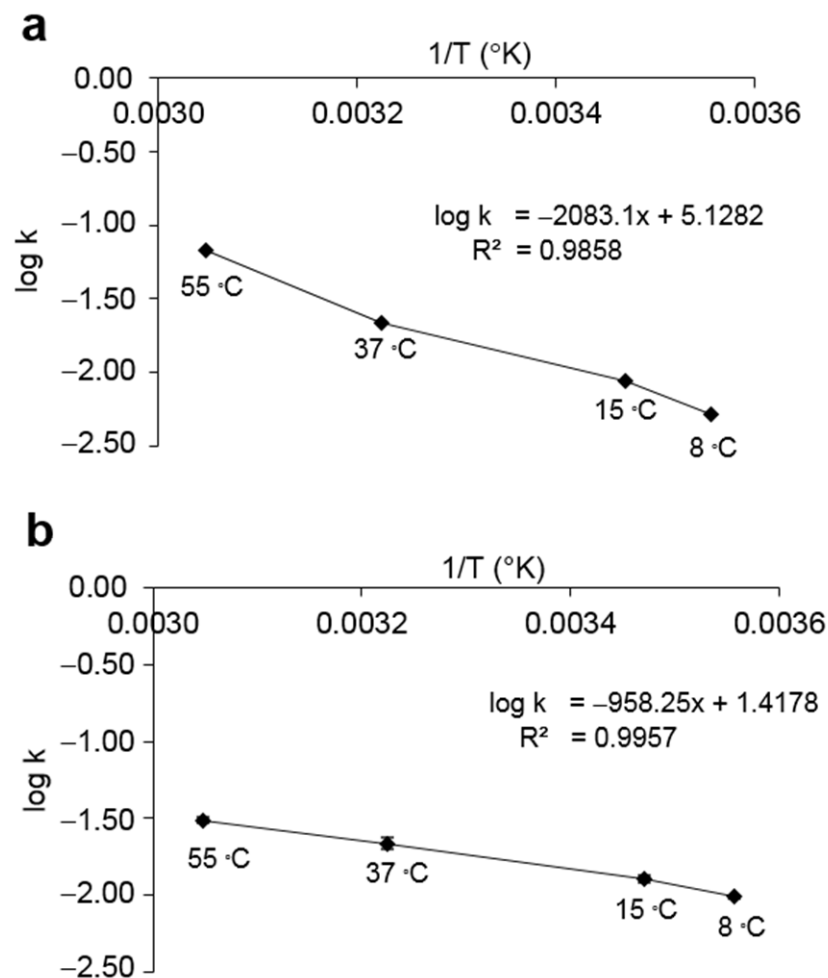 a
1/T (°K)
0.00
0.0030 0.0032 0.0034 0.0036
–0.50
–1.00
–1.50
–2.00
–2.50
log k
log k = –2083.1x + 5.1282
R² = 0.9858
55 °C
37 °C
15 °C
8 °C
b
1/T (°K)
0.00
0.0030 0.0032 0.0034 0.0036
–0.50
–1.00
–1.50
–2.00
–2.50
log k
log k = –958.25x + 1.4178
R² = 0.9957
55 °C
37 °C
15 °C
8 °C